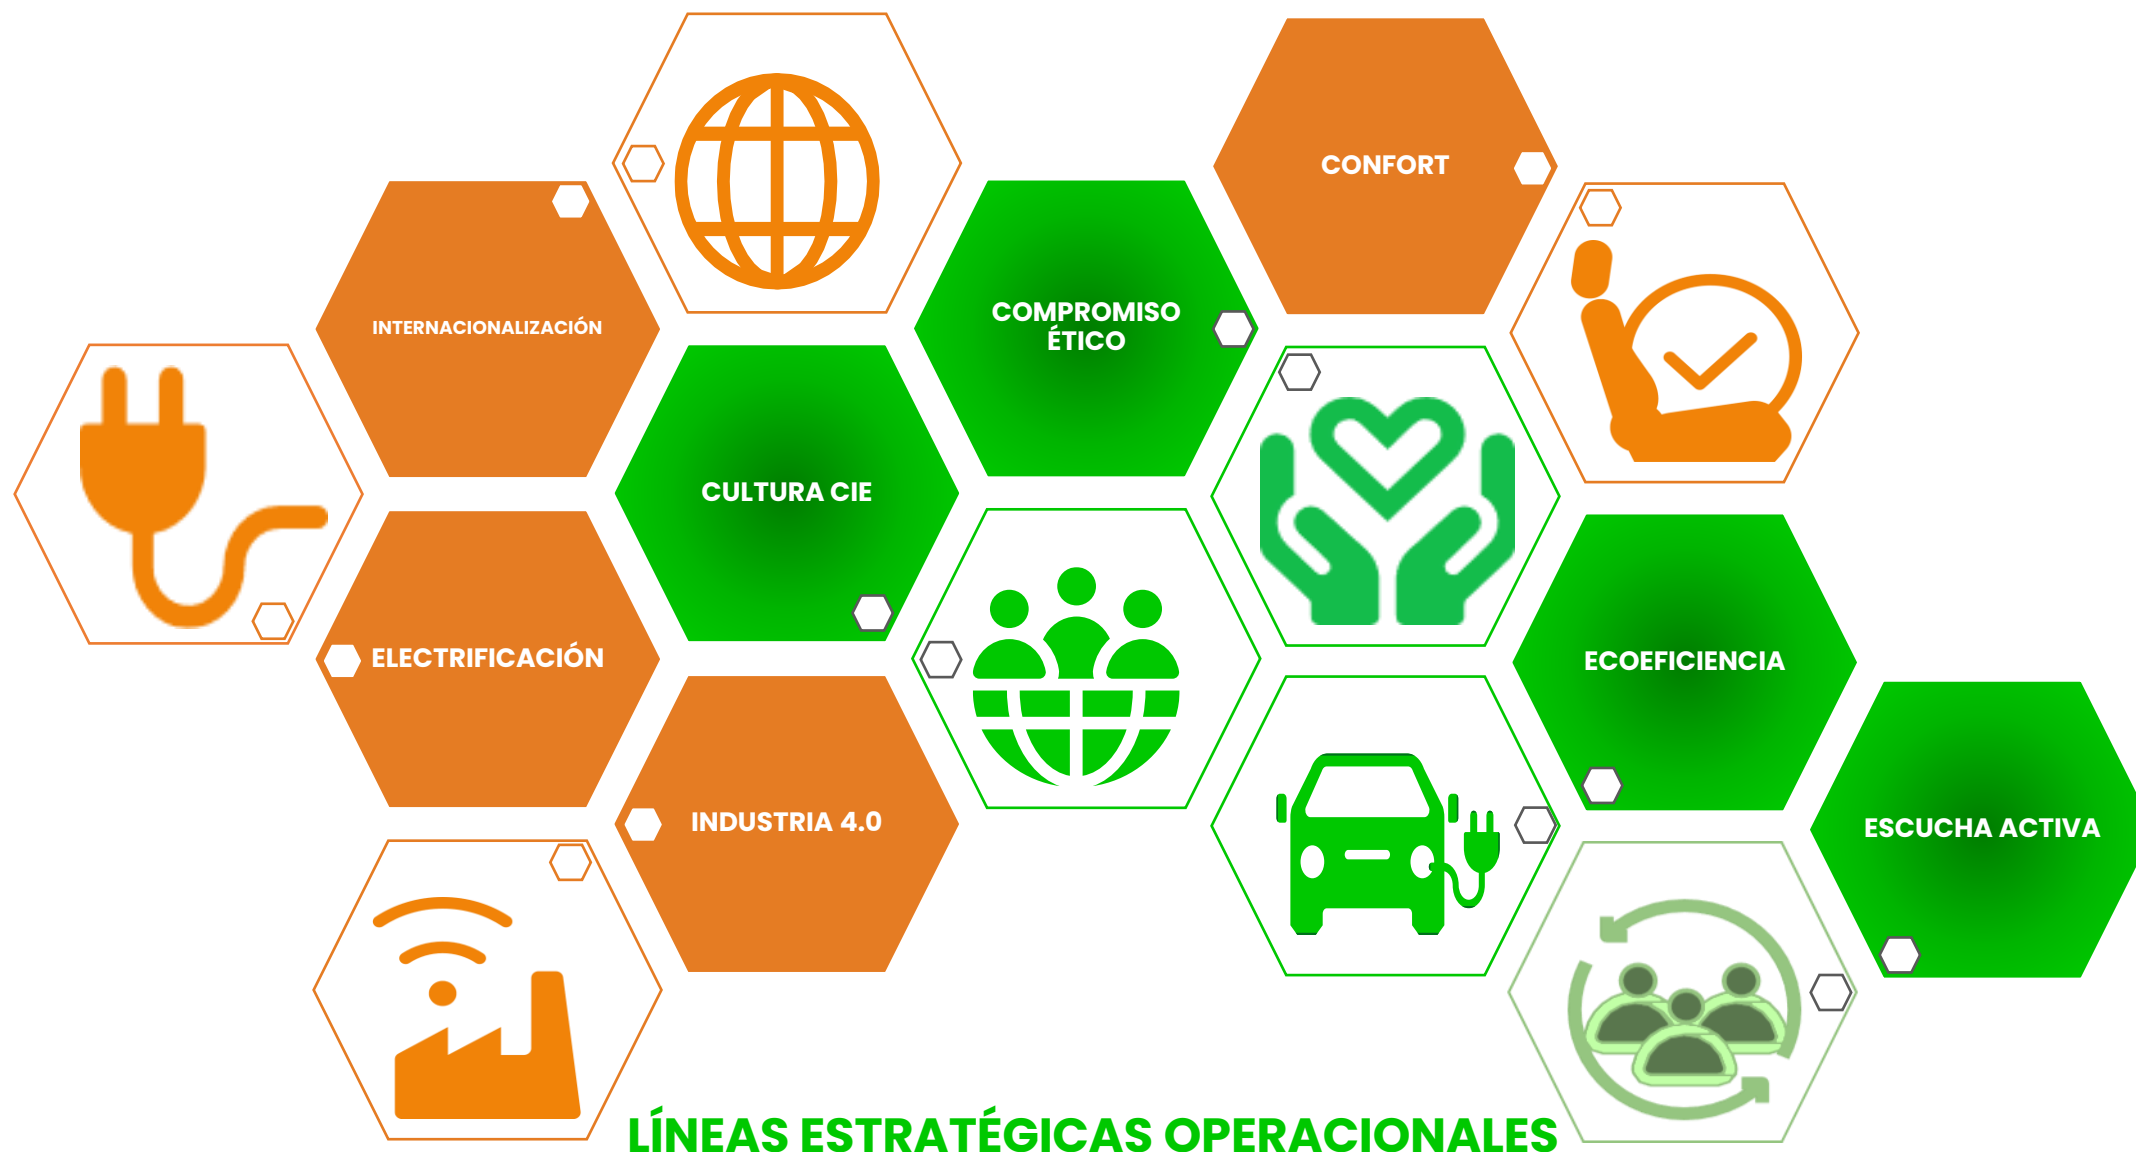 CONFORT
INTERNACIONALIZACIÓN
COMPROMISO
ÉTICO
CULTURA CIE
ELECTRIFICACIÓN
ECOEFICIENCIA
INDUSTRIA 4.0
ESCUCHA ACTIVA
LÍNEAS ESTRATÉGICAS OPERACIONALES